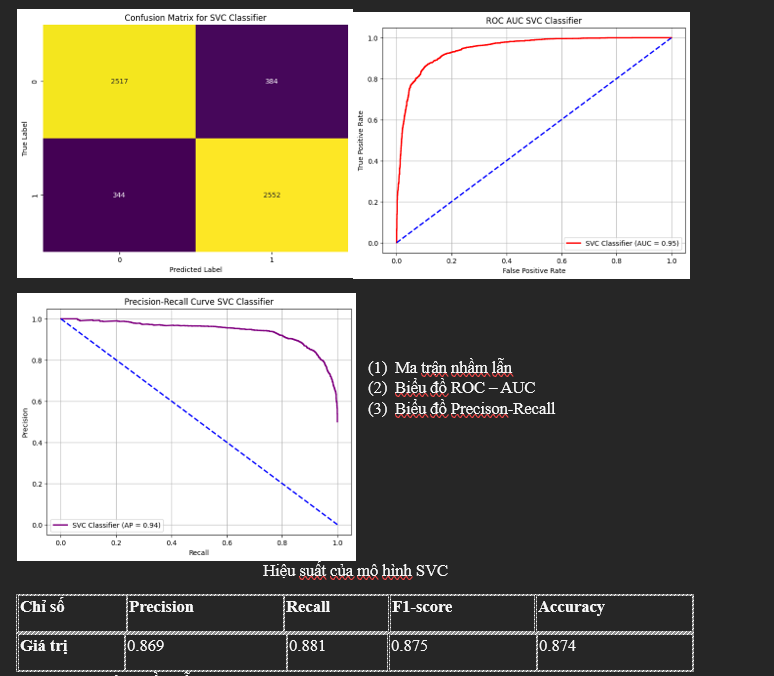 Confusion Matrix for SVC Classifier
True Label
0
1
2517
384
344
2552
0
1
Predicted Label
ROC AUC SVC Classifier
True Positive Rate
1.0
0.8
0.6
0.4
0.2
0.0
SVC Classifier (AUC = 0.95)
0.0
0.2
0.4
0.6
0.8
1.0
False Positive Rate
Precision-Recall Curve SVC Classifier
Precision
1.0
0.8
0.6
0.4
0.2
0.0
SVC Classifier (AP = 0.94)
0.0
0.2
0.4
0.6
0.8
1.0
Recall
(1) Ma trận nhầm lẫn
(2) Biểu đồ ROC – AUC
(3) Biểu đồ Precison-Recall
Hiệu suất của mô hình SVC
Chỉ số Precision Recall F1-score Accuracy
Giá trị 0.869 0.881 0.875 0.874